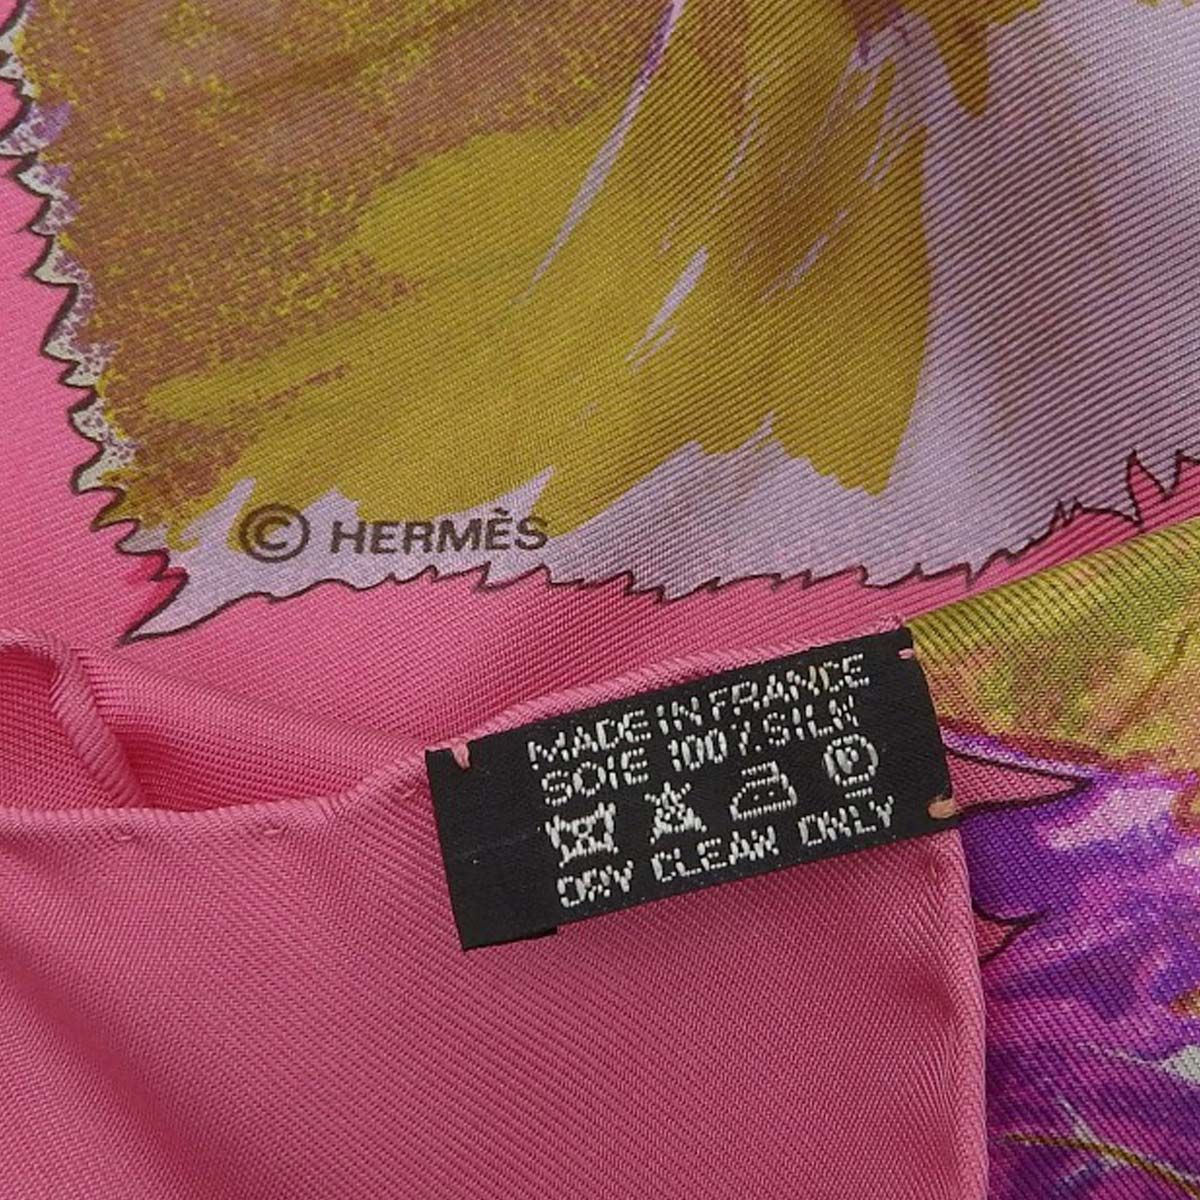 © HERMÈS
MADE IN FRANCE
SOIE 100% SILK
P
DRY CLEAN ONLY